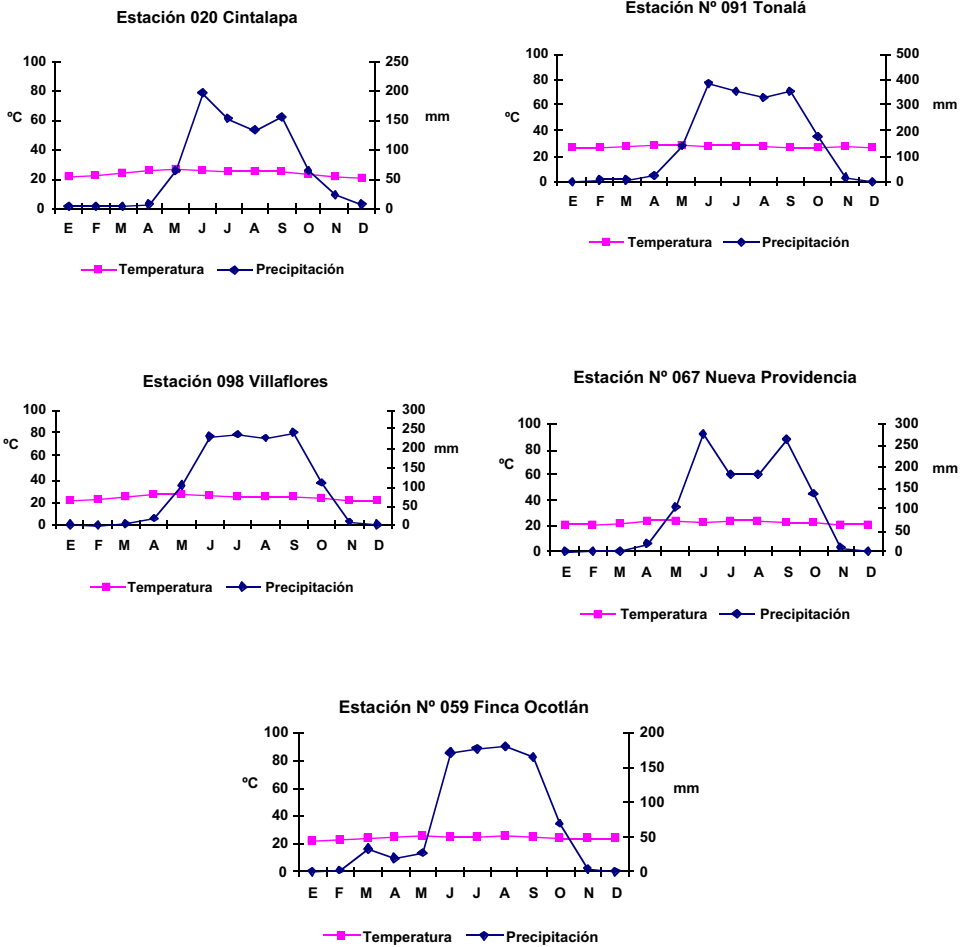 Estación 020 Cintalapa
100 250
80 200
ºC 60 150 mm
40 100
20 50
0 0
E F M A M J J A S O N D
Temperatura Precipitación
Estación Nº 091 Tonalá
100 500
80 400
ºC 60 300 mm
40 200
20 100
0 0
E F M A M J J A S O N D
Temperatura Precipitación
Estación 098 Villaflores
100 300
80 250
ºC 60 200 mm
40 150
20 100
0 50
0
E F M A M J J A S O N D
Temperatura Precipitación
Estación Nº 067 Nueva Providencia
100 300
80 250
ºC 60 200 mm
40 150
20 100
0 50
0
E F M A M J J A S O N D
Temperatura Precipitación
Estación Nº 059 Finca Ocotlán
100 200
80 150
ºC 60 mm
40 100
20 50
0 0
E F M A M J J A S O N D
Temperatura Precipitación